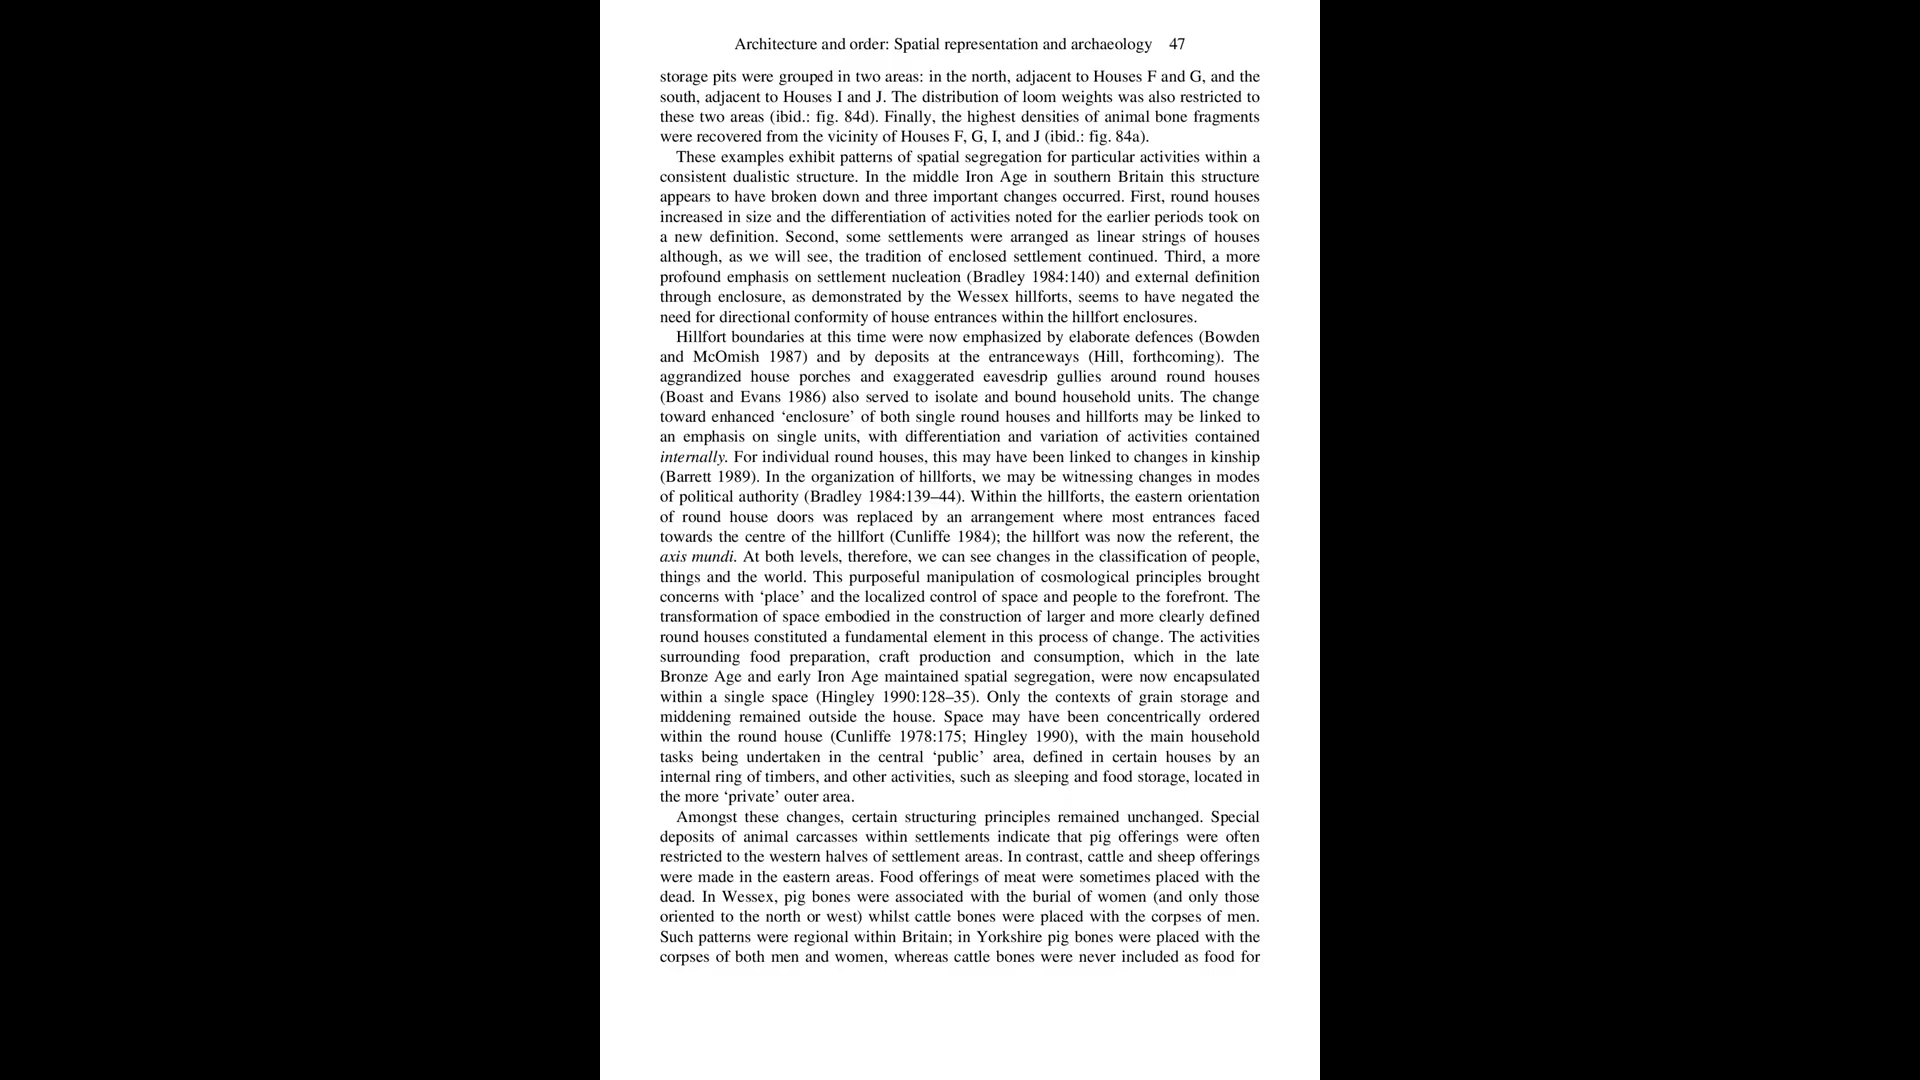 Architecture and order: Spatial representation and archaeology 47
storage pits were grouped in two areas: in the north, adjacent to Houses F and G, and the
south, adjacent to Houses I and J. The distribution of loom weights was also restricted to
these two areas (ibid.: fig. 84d). Finally, the highest densities of animal bone fragments
were recovered from the vicinity of Houses F, G, I, and J (ibid.: fig. 84a).
These examples exhibit patterns of spatial segregation for particular activities within a
consistent dualistic structure. In the middle Iron Age in southern Britain this structure
appears to have broken down and three important changes occurred. First, round houses
increased in size and the differentiation of activities noted for the earlier periods took on
a new definition. Second, some settlements were arranged as linear strings of houses
although, as we will see, the tradition of enclosed settlement continued. Third, a more
profound emphasis on settlement nucleation (Bradley 1984:140) and external definition
through enclosure, as demonstrated by the Wessex hillforts, seems to have negated the
need for directional conformity of house entrances within the hillfort enclosures.
Hillfort boundaries at this time were now emphasized by elaborate defences (Bowden
and McOmish 1987) and by deposits at the entranceways (Hill, forthcoming). The
aggrandized house porches and exaggerated eavesdrip gullies around round houses
(Boast and Evans 1986) also served to isolate and bound household units. The change
toward enhanced ‘enclosure’ of both single round houses and hillforts may be linked to
an emphasis on single units, with differentiation and variation of activities contained
internally. For individual round houses, this may have been linked to changes in kinship
(Barrett 1989). In the organization of hillforts, we may be witnessing changes in modes
of political authority (Bradley 1984:139–44). Within the hillforts, the eastern orientation
of round house doors was replaced by an arrangement where most entrances faced
towards the centre of the hillfort (Cunliffe 1984); the hillfort was now the referent, the
axis mundi. At both levels, therefore, we can see changes in the classification of people,
things and the world. This purposeful manipulation of cosmological principles brought
concerns with ‘place’ and the localized control of space and people to the forefront. The
transformation of space embodied in the construction of larger and more clearly defined
round houses constituted a fundamental element in this process of change. The activities
surrounding food preparation, craft production and consumption, which in the late
Bronze Age and early Iron Age maintained spatial segregation, were now encapsulated
within a single space (Hingley 1990:128–35). Only the contexts of grain storage and
middening remained outside the house. Space may have been concentrically ordered
within the round house (Cunliffe 1978:175; Hingley 1990), with the main household
tasks being undertaken in the central ‘public’ area, defined in certain houses by an
internal ring of timbers, and other activities, such as sleeping and food storage, located in
the more ‘private’ outer area.
Amongst these changes, certain structuring principles remained unchanged. Special
deposits of animal carcasses within settlements indicate that pig offerings were often
restricted to the western halves of settlement areas. In contrast, cattle and sheep offerings
were made in the eastern areas. Food offerings of meat were sometimes placed with the
dead. In Wessex, pig bones were associated with the burial of women (and only those
oriented to the north or west) whilst cattle bones were placed with the corpses of men.
Such patterns were regional within Britain; in Yorkshire pig bones were placed with the
corpses of both men and women, whereas cattle bones were never included as food for